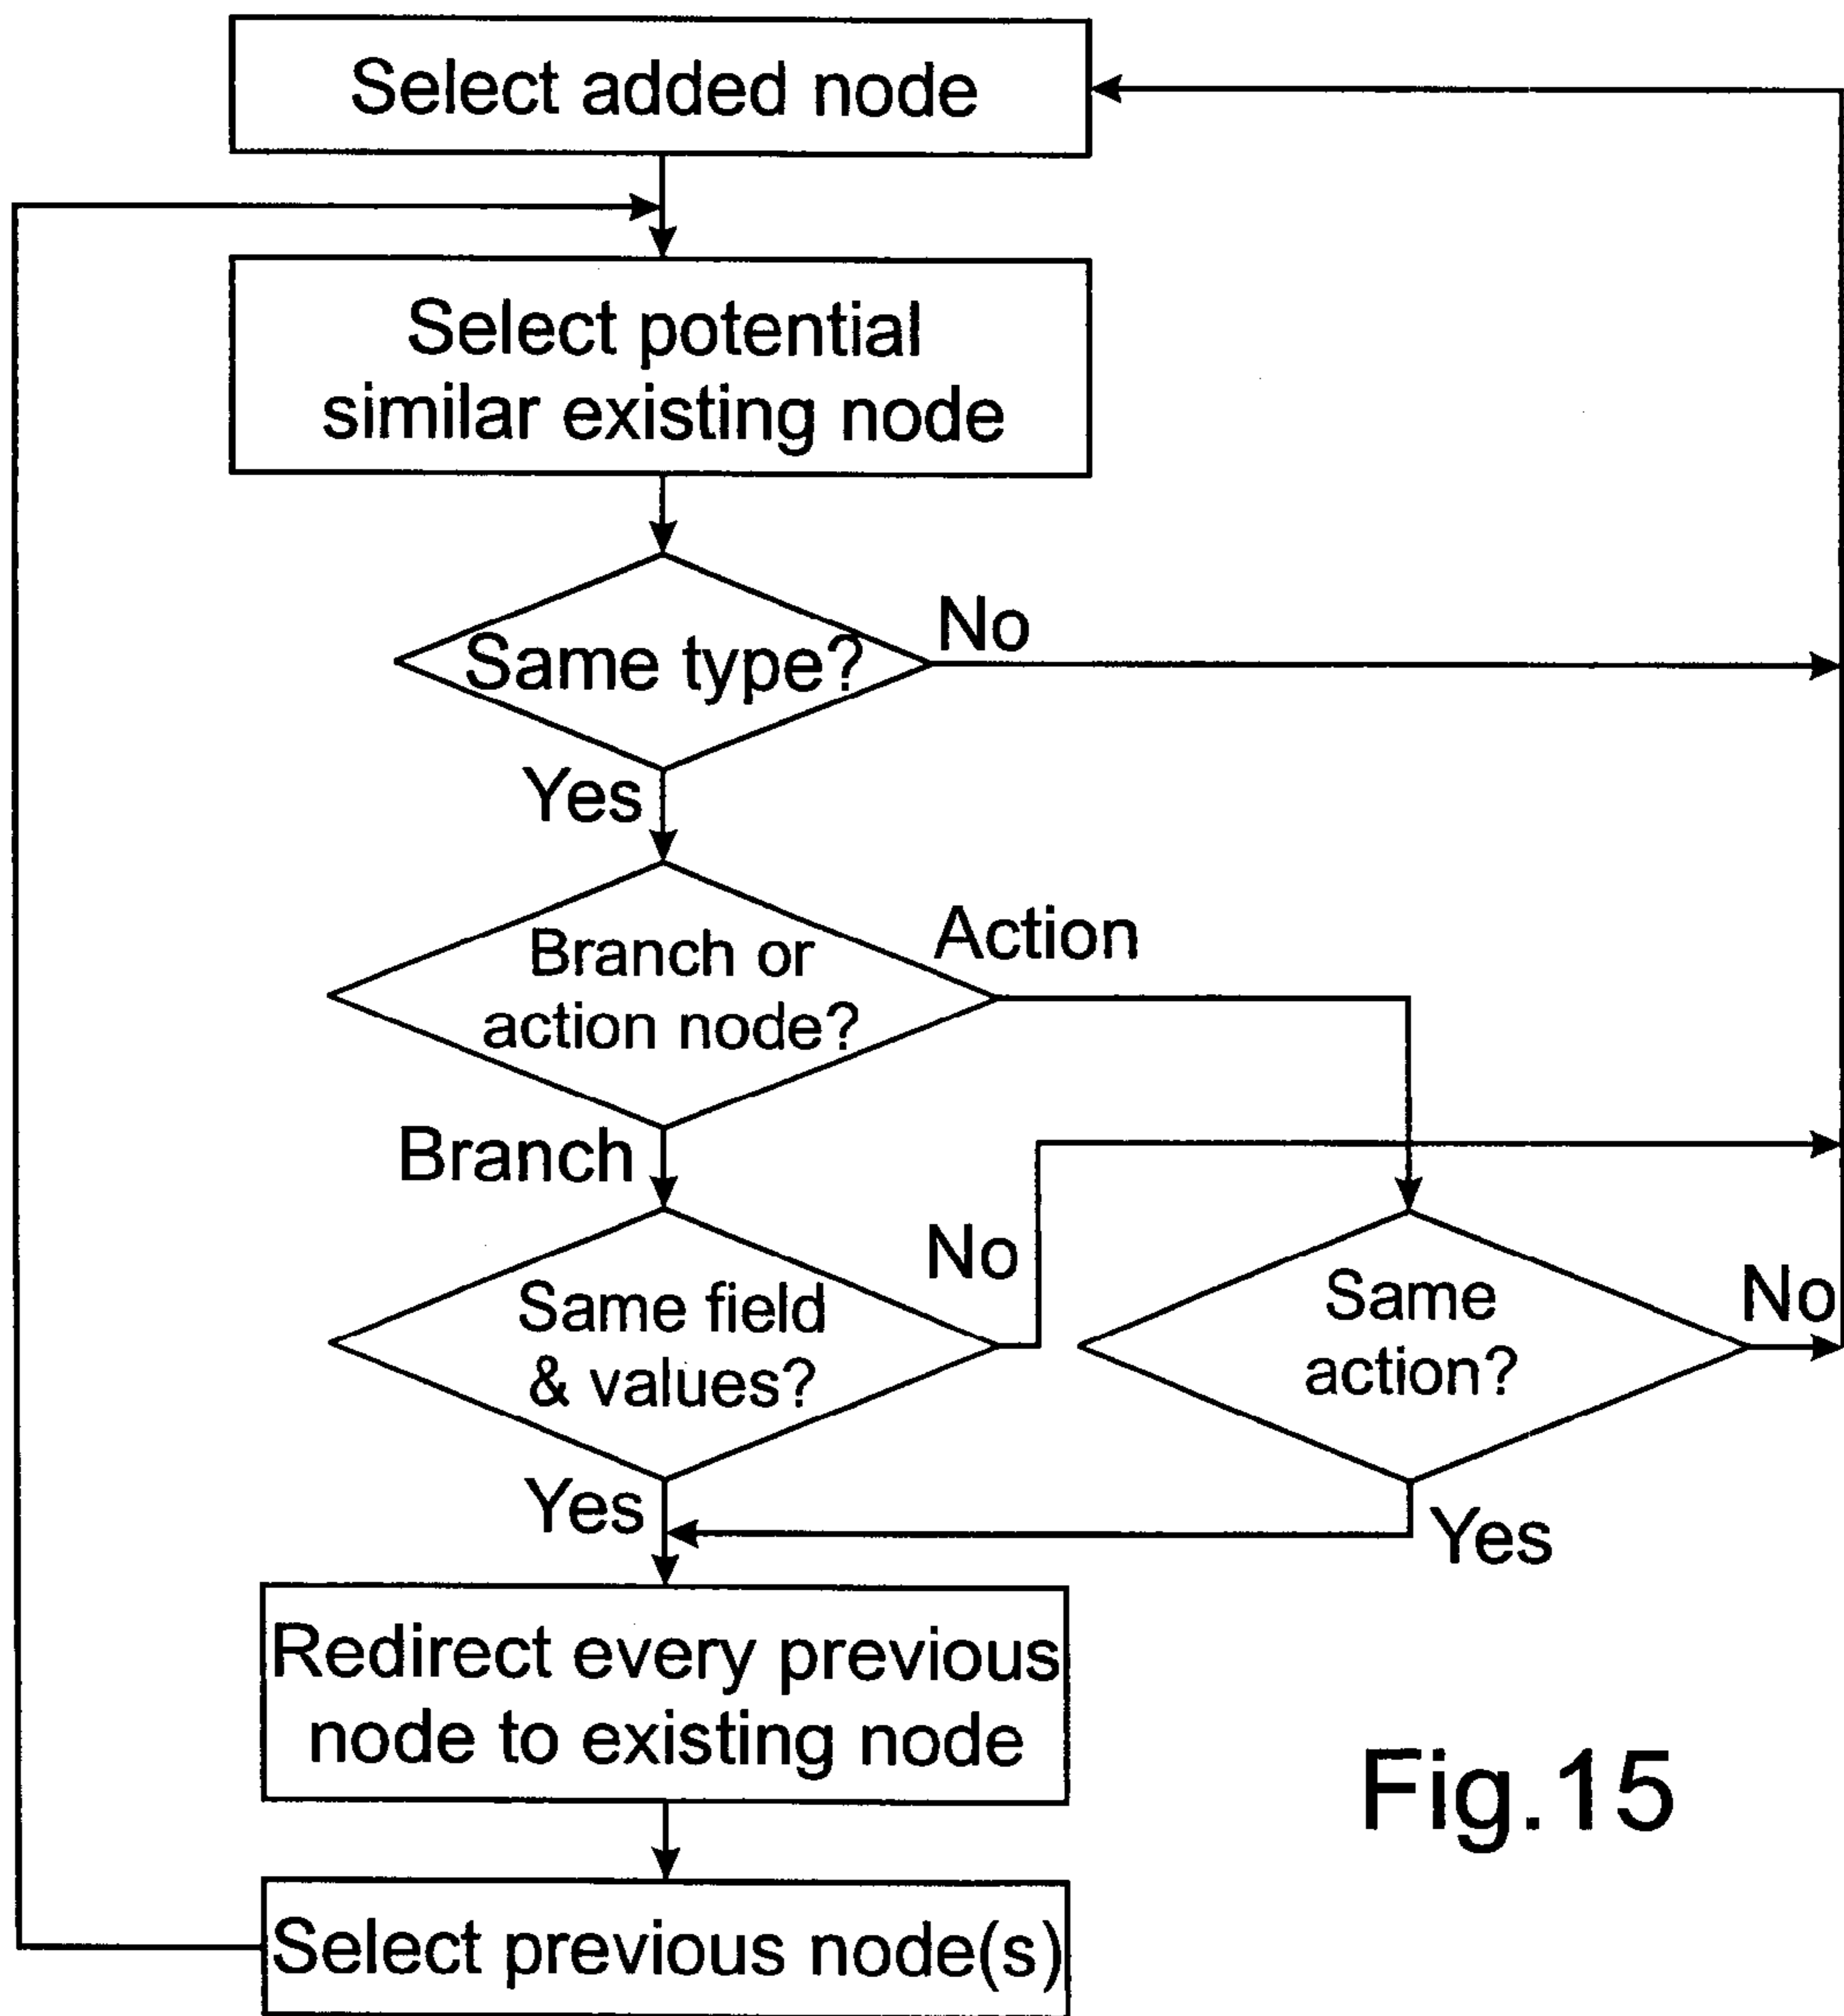 Select added node
Select potential
similar existing node
Same type?
No
Yes
Branch or
action node?
Action
Branch
Same field
& values?
No
Same
action?
No
Yes
Yes
Redirect every previous
node to existing node
Select previous node(s)
Fig.15